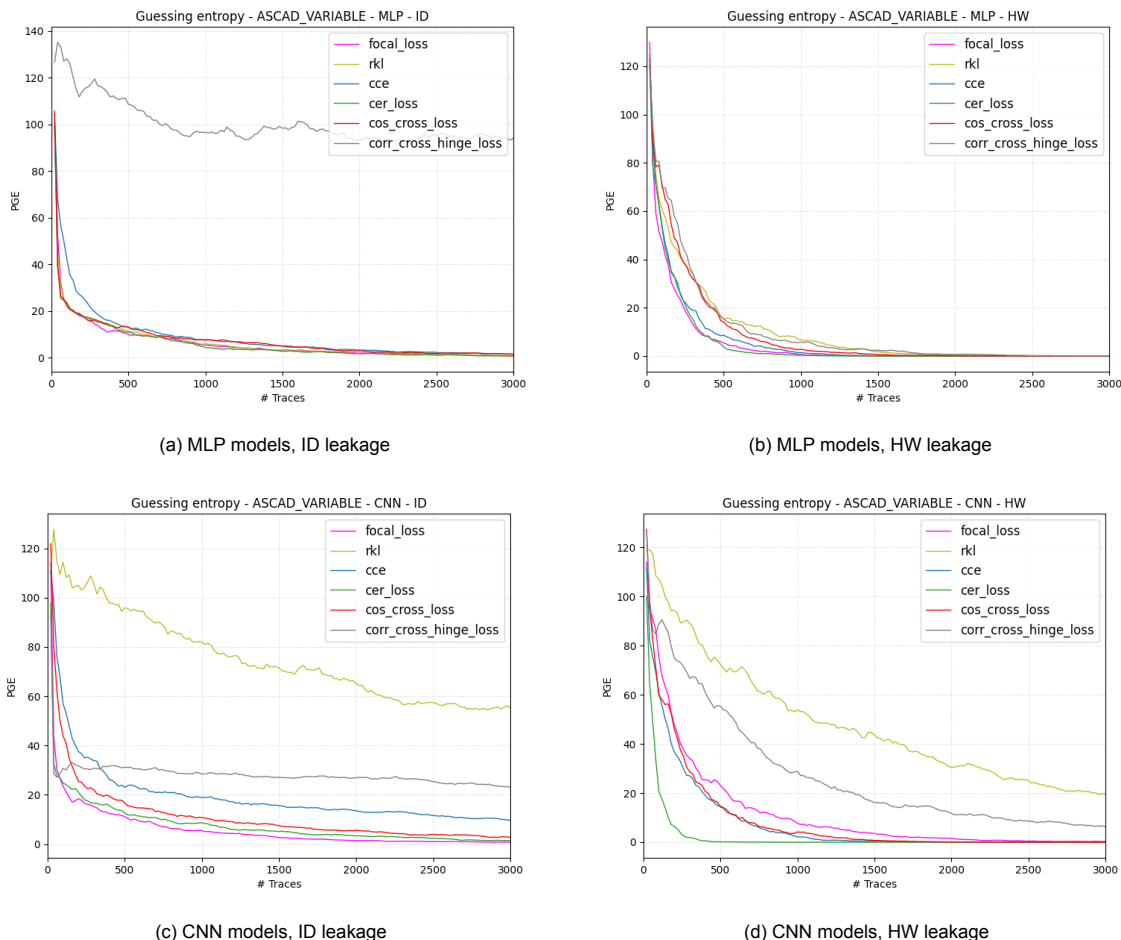 Guessing entropy - ASCAD_VARIABLE - MLP - ID
140
120
100
80
60
40
20
0
PGE
focal_loss
rkl
cce
cer_loss
cos_cross_loss
corr_cross_hinge_loss
0 500 1000 1500 2000 2500 3000
# Traces
(a) MLP models, ID leakage
Guessing entropy - ASCAD_VARIABLE - MLP - HW
120
100
80
60
40
20
0
PGE
focal_loss
rkl
cce
cer_loss
cos_cross_loss
corr_cross_hinge_loss
0 500 1000 1500 2000 2500 3000
# Traces
(b) MLP models, HW leakage
Guessing entropy - ASCAD_VARIABLE - CNN - ID
120
100
80
60
40
20
0
PGE
focal_loss
rkl
cce
cer_loss
cos_cross_loss
corr_cross_hinge_loss
0 500 1000 1500 2000 2500 3000
# Traces
(c) CNN models, ID leakage
Guessing entropy - ASCAD_VARIABLE - CNN - HW
120
100
80
60
40
20
0
PGE
focal_loss
rkl
cce
cer_loss
cos_cross_loss
corr_cross_hinge_loss
0 500 1000 1500 2000 2500 3000
# Traces
(d) CNN models, HW leakage